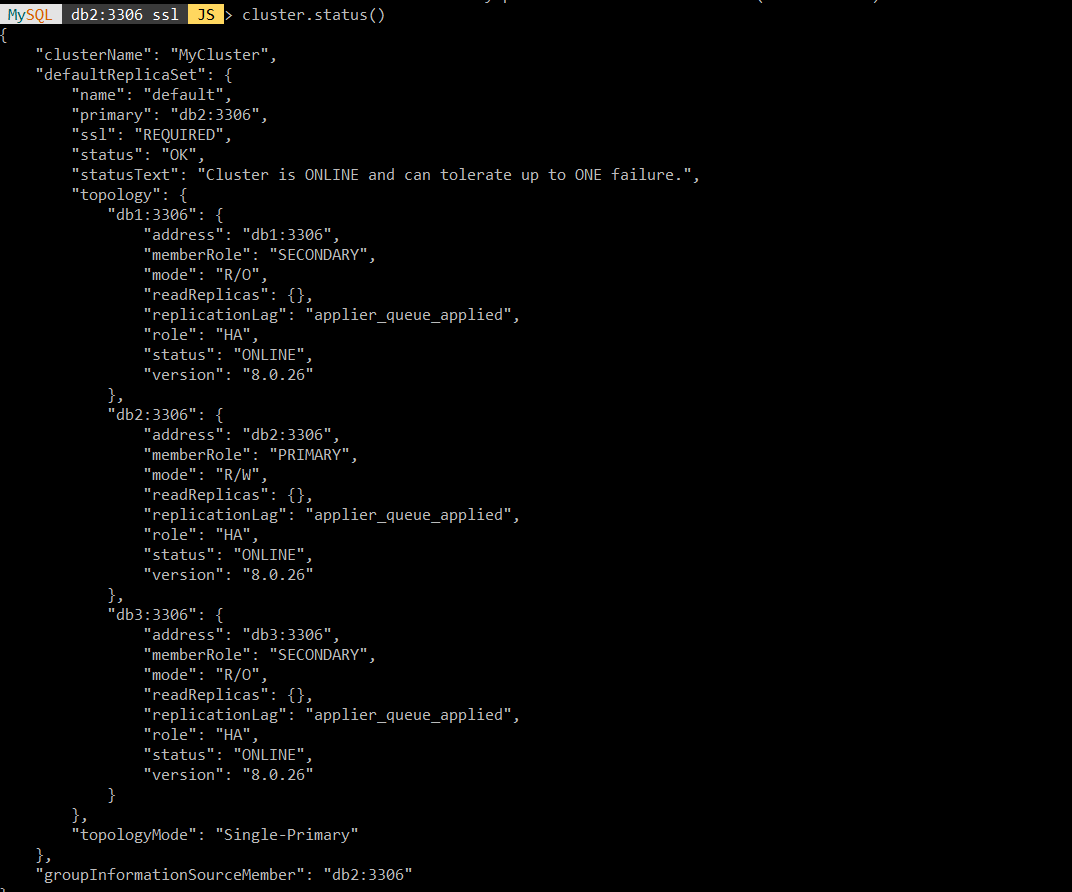 MySQL db2:3306 ssl JS > cluster.status()
{
    "clusterName": "MyCluster",
    "defaultReplicaSet": {
        "name": "default",
        "primary": "db2:3306",
        "ssl": "REQUIRED",
        "status": "OK",
        "statusText": "Cluster is ONLINE and can tolerate up to ONE failure.",
        "topology": {
            "db1:3306": {
                "address": "db1:3306",
                "memberRole": "SECONDARY",
                "mode": "R/O",
                "readReplicas": {},
                "replicationLag": "applier_queue_applied",
                "role": "HA",
                "status": "ONLINE",
                "version": "8.0.26"
            },
            "db2:3306": {
                "address": "db2:3306",
                "memberRole": "PRIMARY",
                "mode": "R/W",
                "readReplicas": {},
                "replicationLag": "applier_queue_applied",
                "role": "HA",
                "status": "ONLINE",
                "version": "8.0.26"
            },
            "db3:3306": {
                "address": "db3:3306",
                "memberRole": "SECONDARY",
                "mode": "R/O",
                "readReplicas": {},
                "replicationLag": "applier_queue_applied",
                "role": "HA",
                "status": "ONLINE",
                "version": "8.0.26"
            }
        },
        "topologyMode": "Single-Primary"
    },
    "groupInformationSourceMember": "db2:3306"